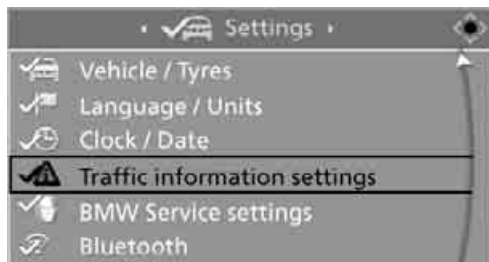 Settings
Vehicle / Tyres
Language / Units
Clock / Date
Traffic information settings
BMW Service settings
Bluetooth